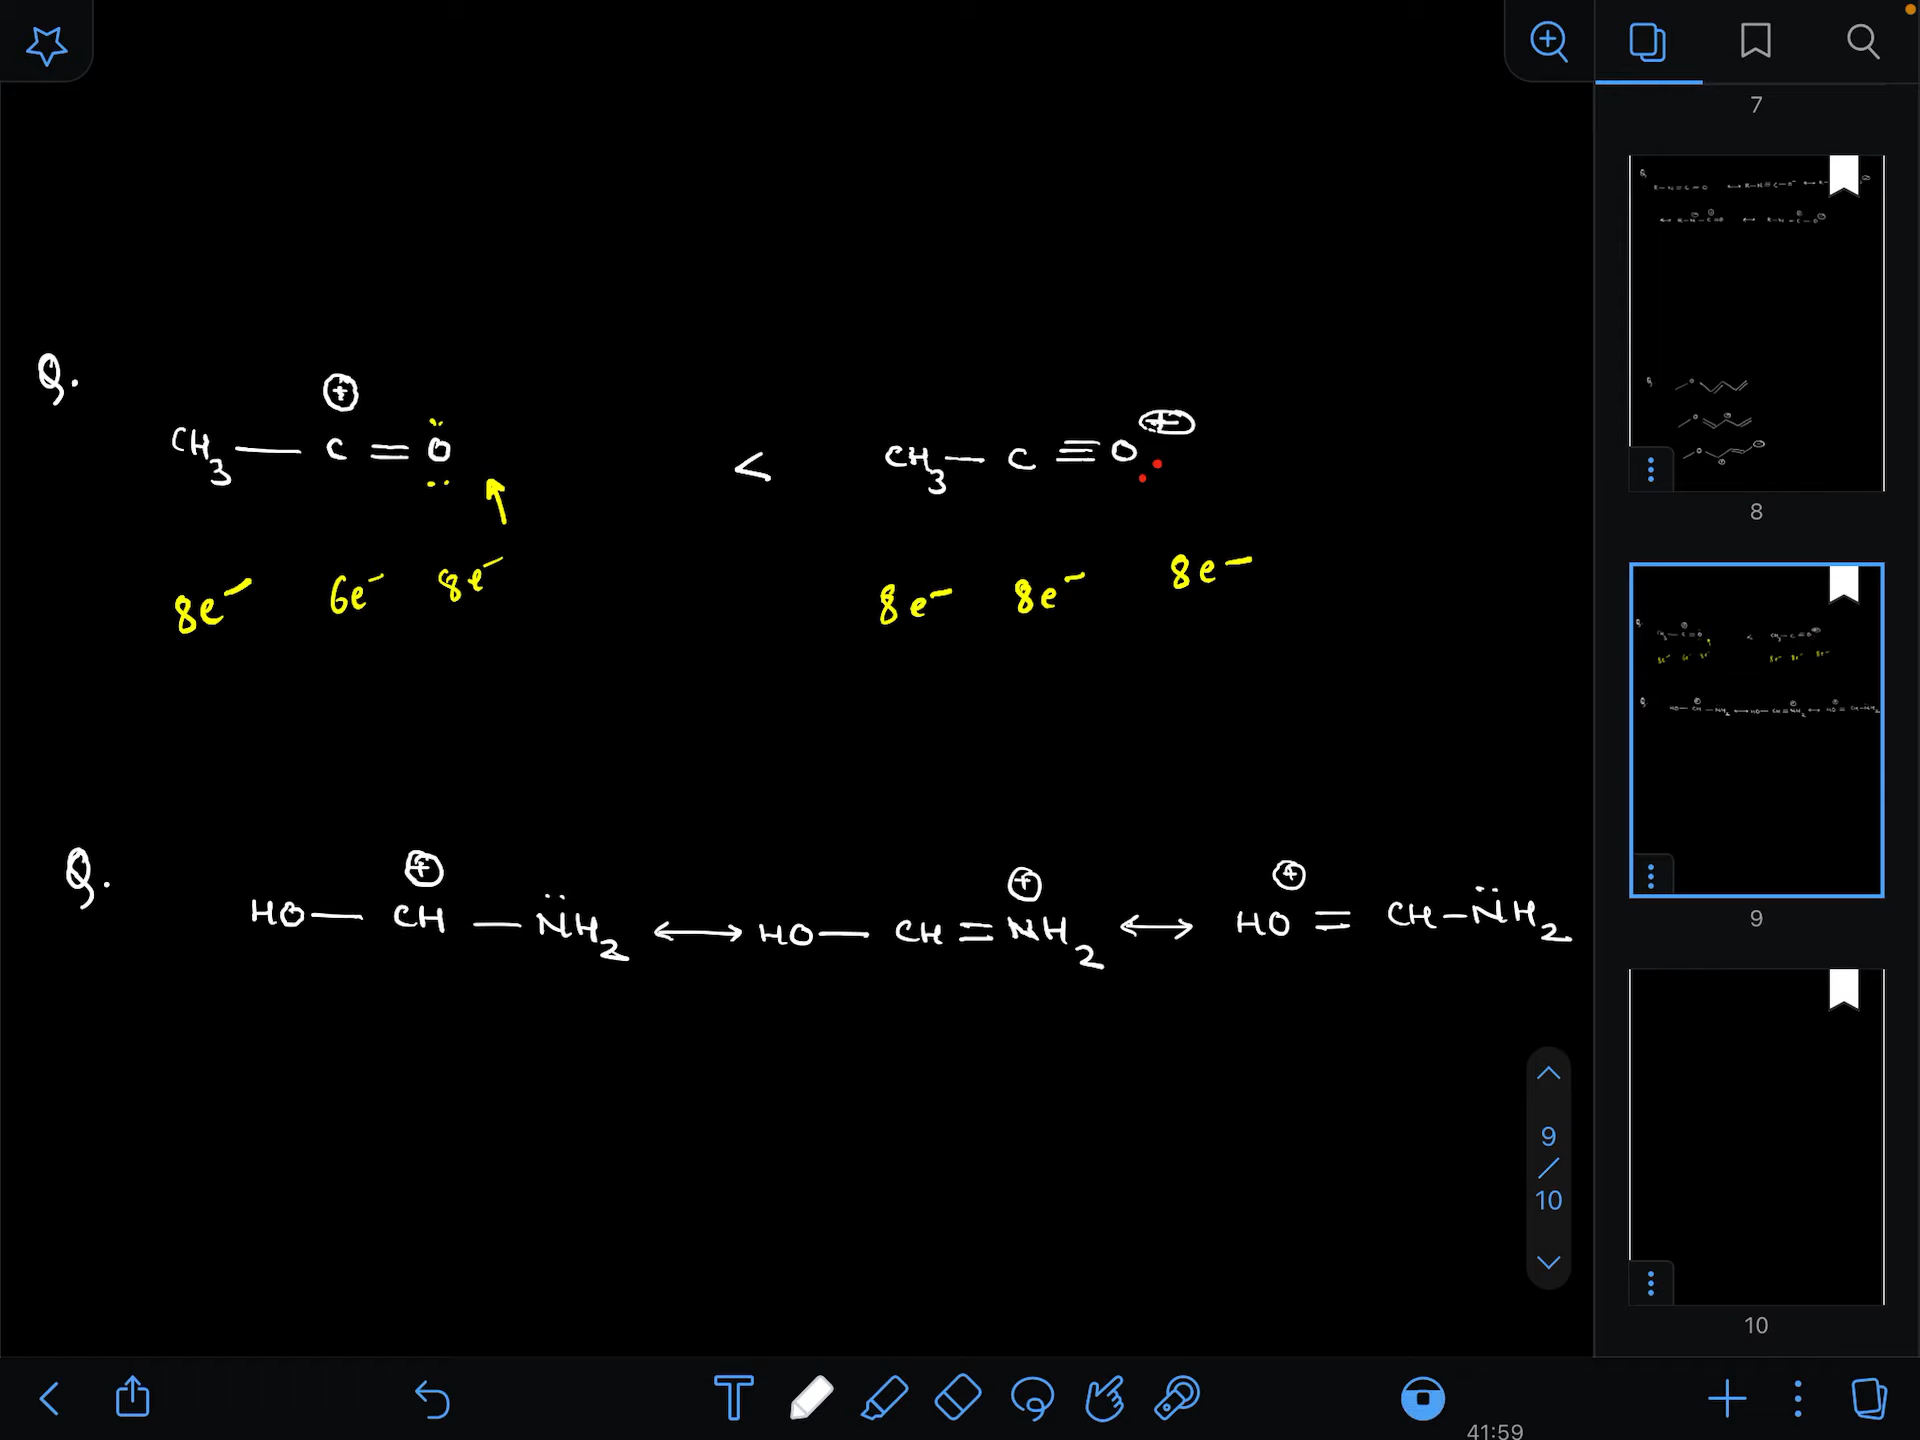 7
8
Q.
CH₃ — C⊕ = Ö: < CH₃ — C ≡ O⊕:
8e⁻ 6e⁻ 8e⁻ 8e⁻ 8e⁻ 8e⁻
Q.
HO — CH⊕ — N̈H₂ ⟷ HO — CH = NH₂⊕ ⟷ HO⊕ = CH — N̈H₂
9
9
/
10
10
T
41:59